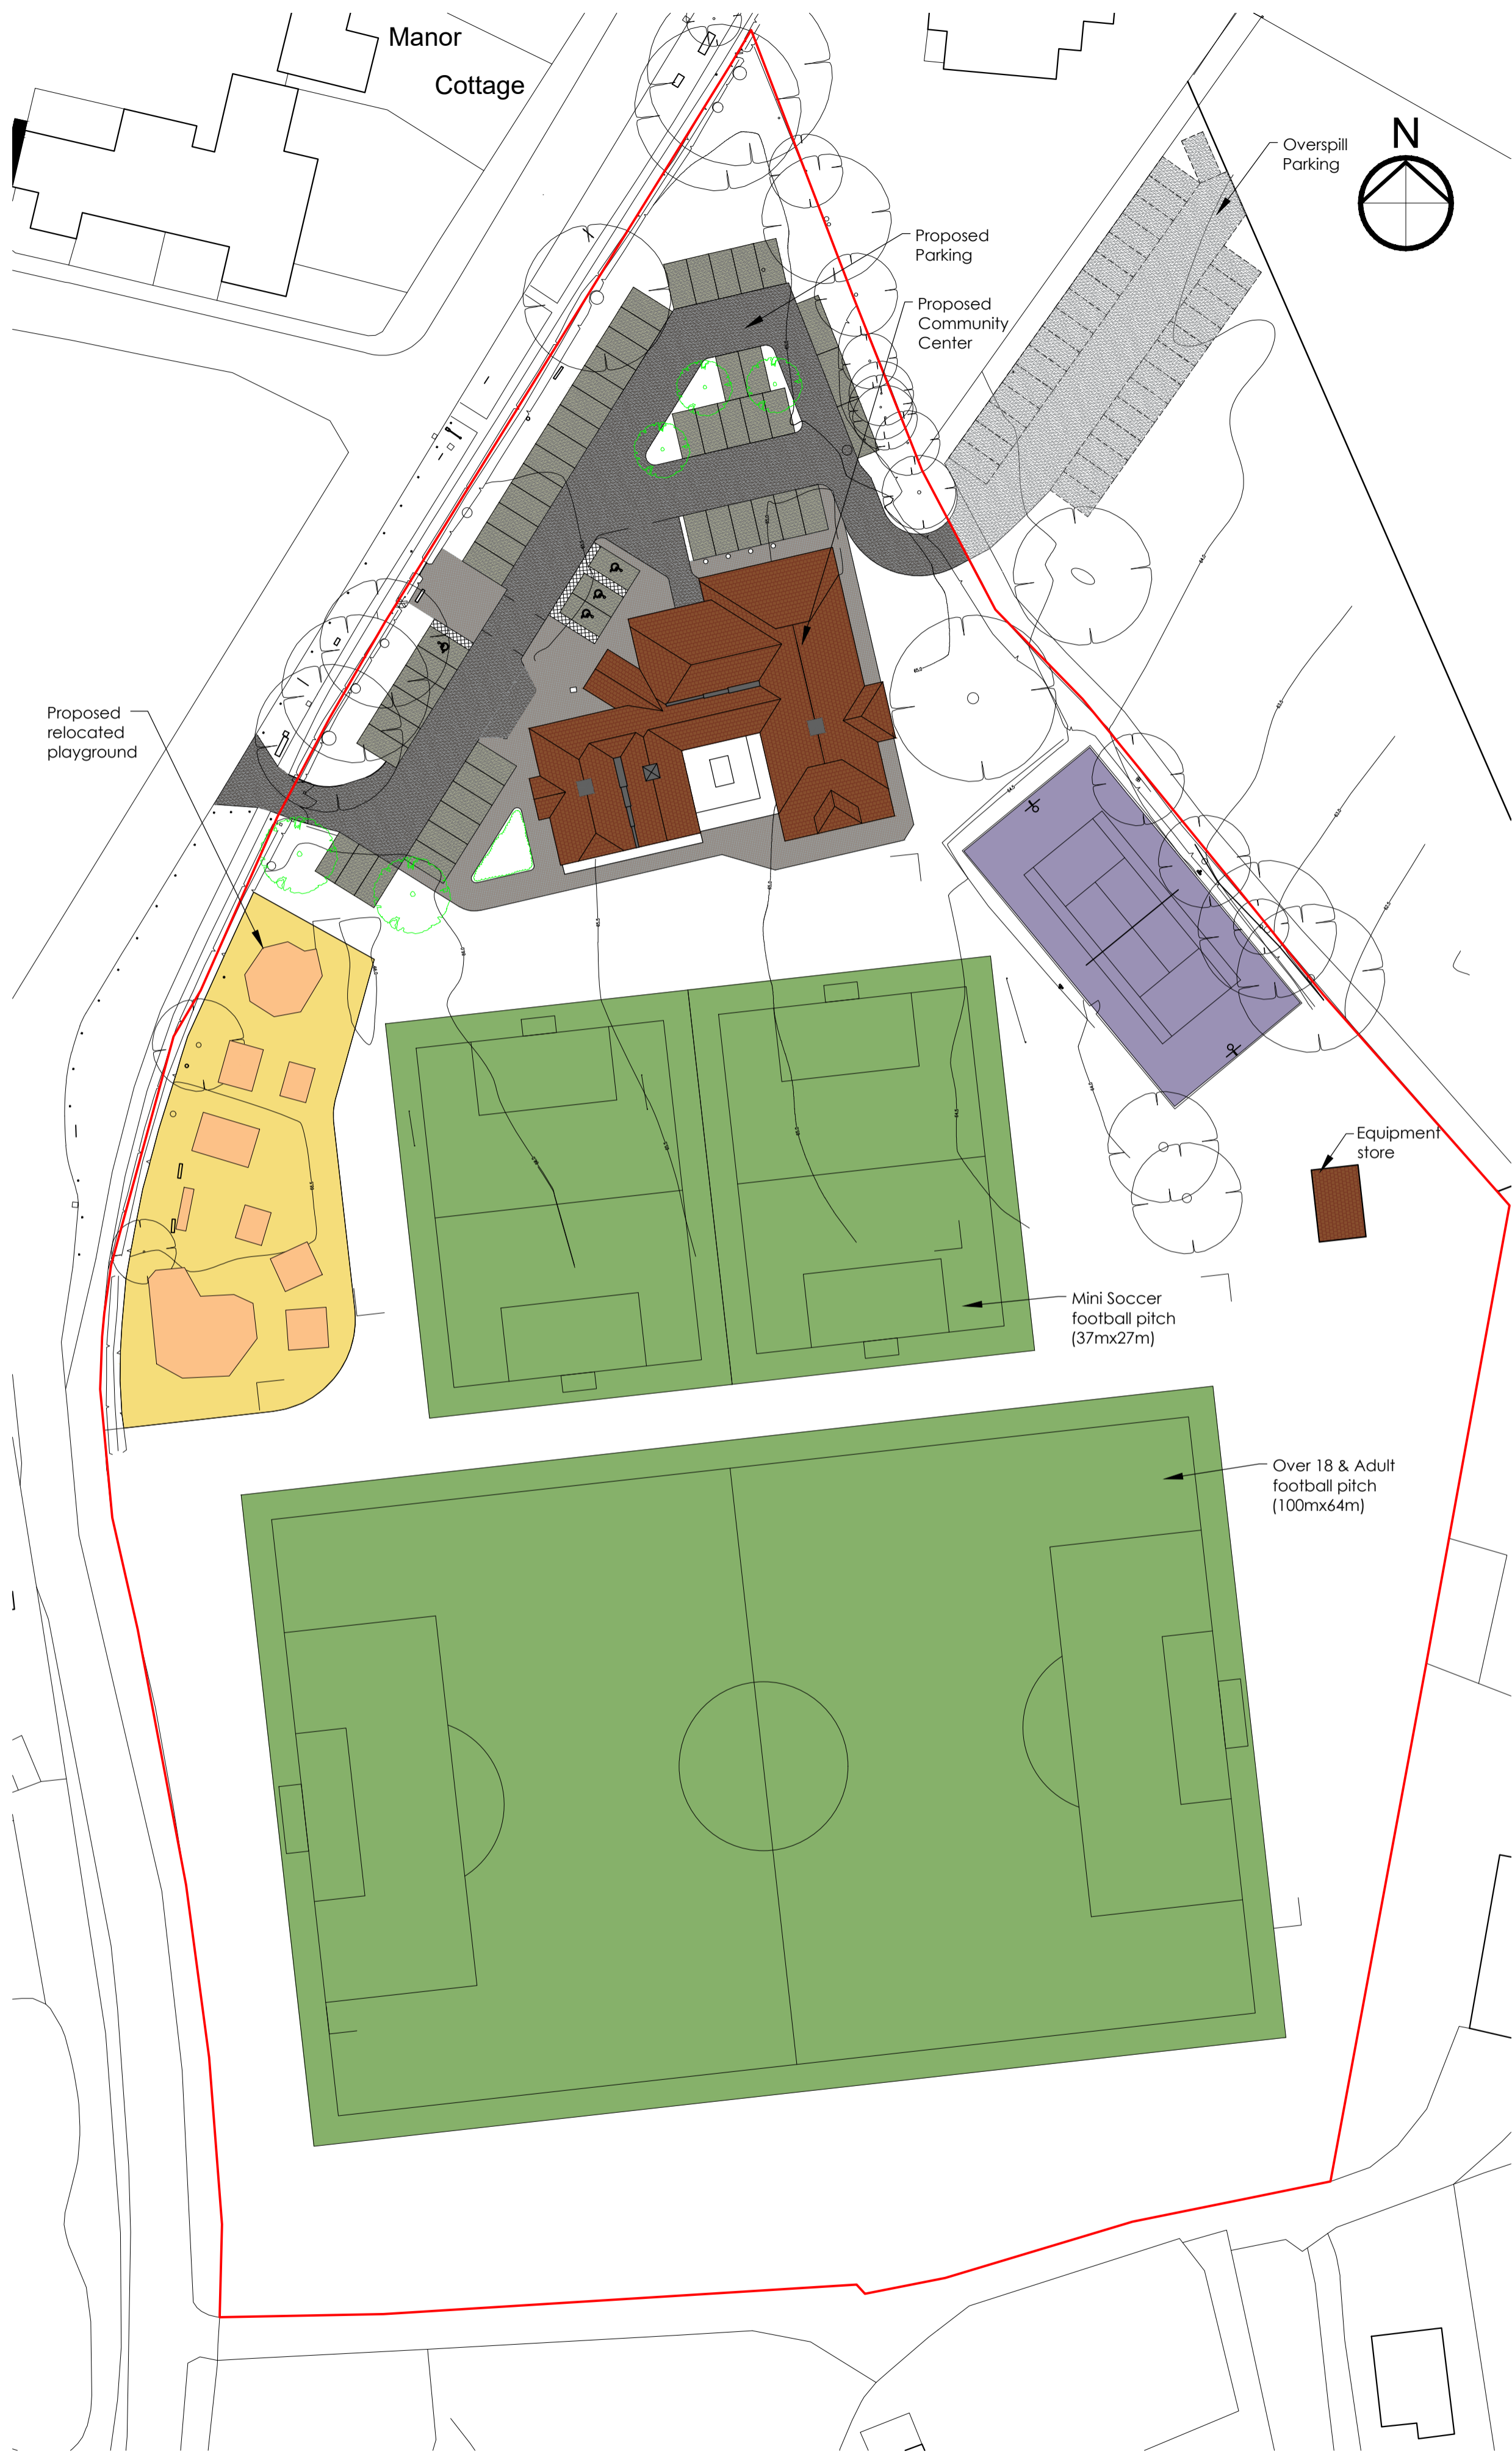 Manor
Cottage
N
Overspill
Parking
Proposed
Parking
Proposed
Community
Center
Proposed
relocated
playground
Equipment
store
Mini Soccer
football pitch
(37mx27m)
Over 18 & Adult
football pitch
(100mx64m)